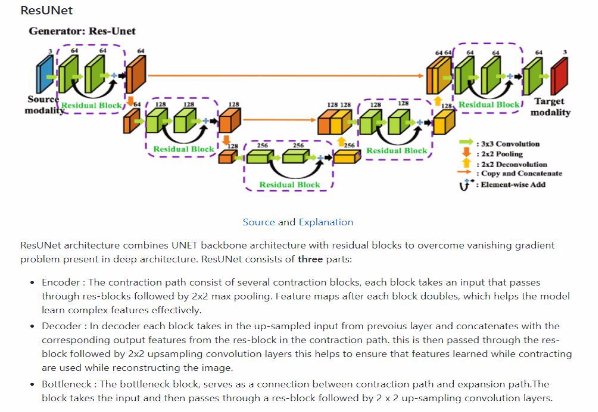 ResUNet
Generator: Res-Unet
3 64 64 64 64 64 64 64 64 3
Source modality
Residual Block
Residual Block
Target modality
64 128 128 128 128 128 128 128 128
Residual Block
Residual Block
128 256 256 256
Residual Block
: 3x3 Convolution
: 2x2 Pooling
: 2x2 Deconvolution
: Copy and Concatenate
: Element-wise Add
Source and Explanation
ResUNet architecture combines UNET backbone architecture with residual blocks to overcome vanishing gradient
problem present in deep architecture. ResUNet consists of three parts:
• Encoder : The contraction path consist of several contraction blocks, each block takes an input that passes
through res-blocks followed by 2x2 max pooling. Feature maps after each block doubles, which helps the model
learn complex features effectively.
• Decoder : In decoder each block takes in the up-sampled input from prevoius layer and concatenates with the
corresponding output features from the res-block in the contraction path. this is then passed through the res-
block followed by 2x2 upsampling convolution layers this helps to ensure that features learned while contracting
are used while reconstructing the image.
• Bottleneck : The bottleneck block, serves as a connection between contraction path and expansion path.The
block takes the input and then passes through a res-block followed by 2 x 2 up-sampling convolution layers.